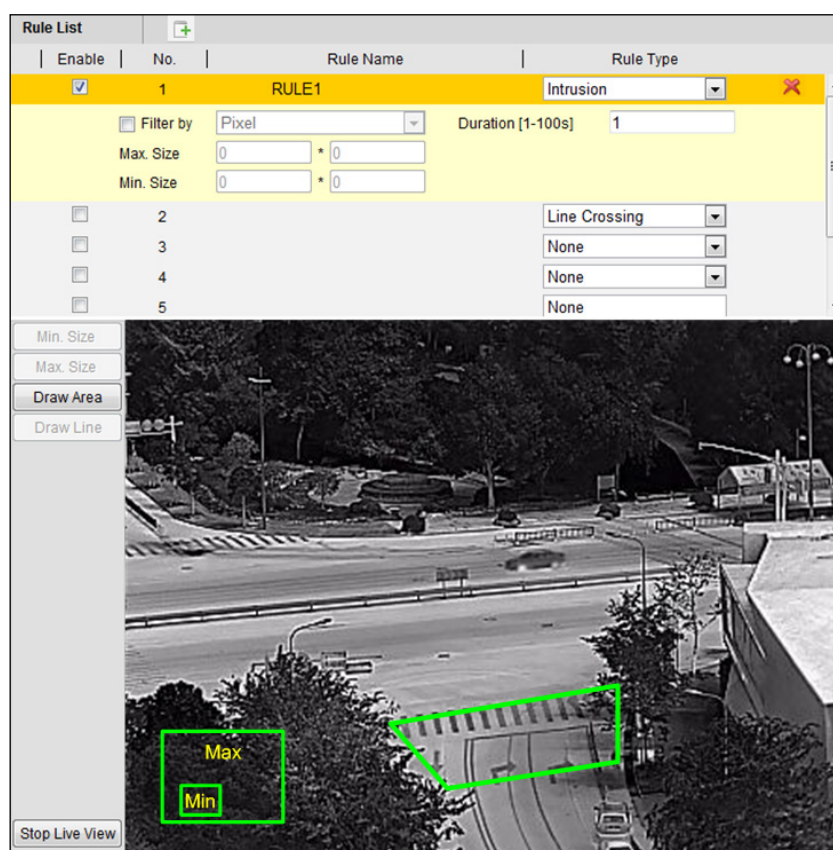 Rule List
Enable No. Rule Name Rule Type
1 RULE1 Intrusion
Filter by Pixel Duration [1-100s] 1
Max. Size 0 * 0
Min. Size 0 * 0
2 Line Crossing
3 None
4 None
5 None
Min. Size
Max. Size
Draw Area
Draw Line
Max
Min
Stop Live View